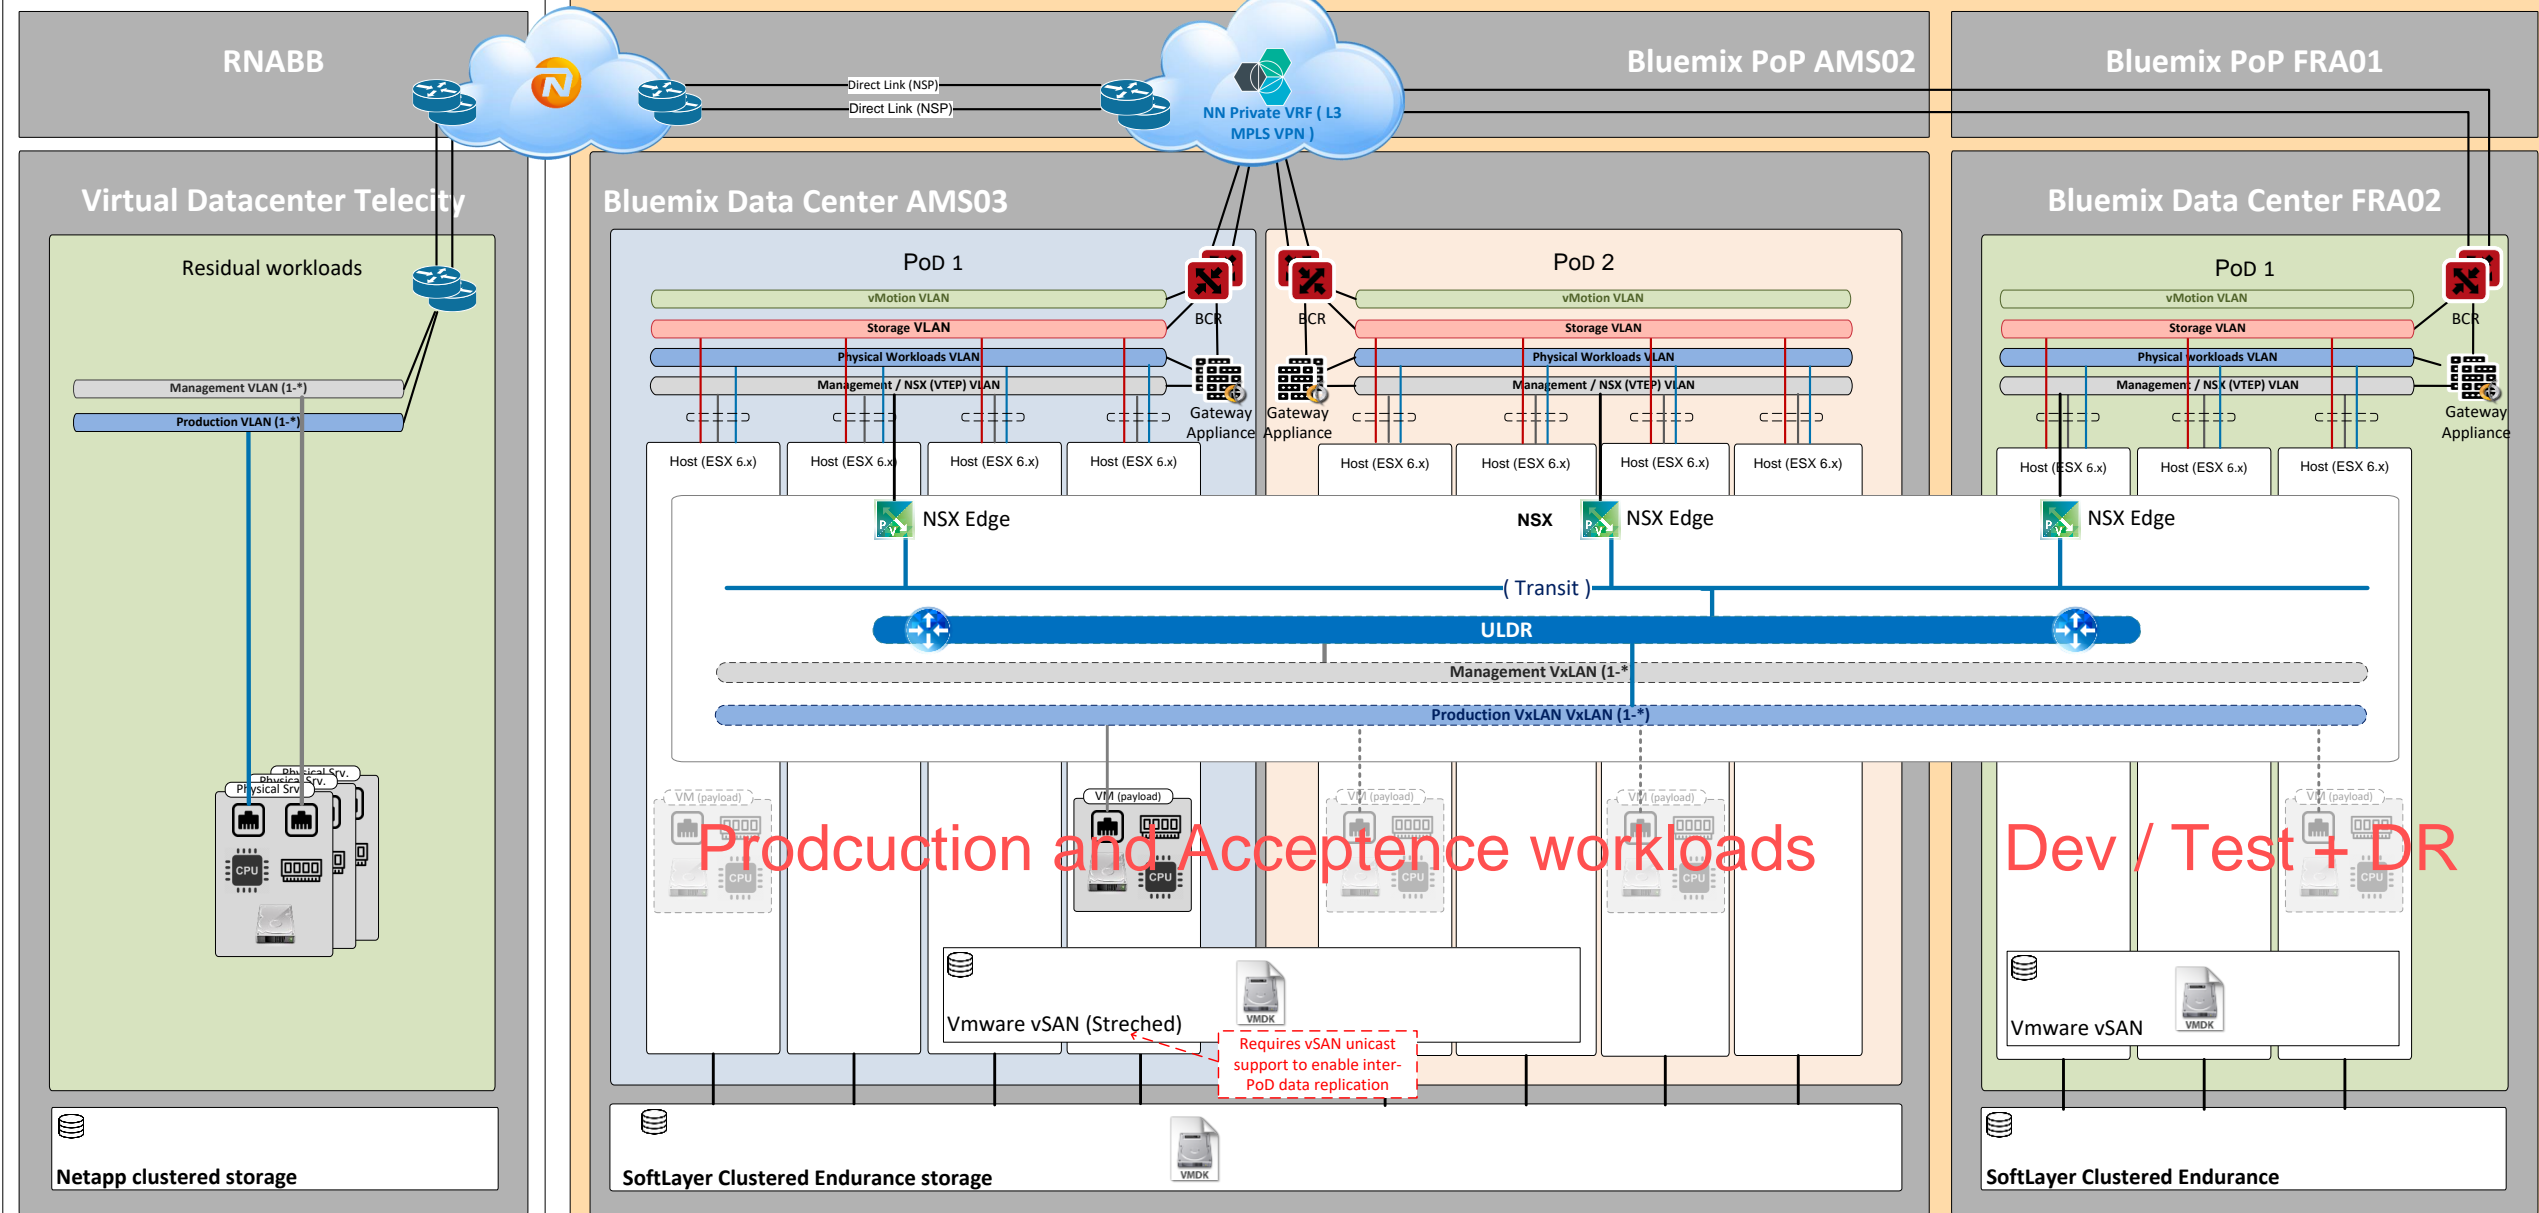 RNABB
Direct Link (NSP)
Direct Link (NSP)
NN Private VRF ( L3
MPLS VPN )
Bluemix PoP AMS02
Bluemix PoP FRA01
Virtual Datacenter Telecity
Residual workloads
Management VLAN (1-*)
Production VLAN (1-*)
Physical Srv.
Physical Srv.
Physical Srv.
CPU
Netapp clustered storage
Bluemix Data Center AMS03
PoD 1
vMotion VLAN
Storage VLAN
Physical Workloads VLAN
Management / NSX (VTEP) VLAN
BCR
Gateway
Appliance
Host (ESX 6.x)
Host (ESX 6.x)
Host (ESX 6.x)
Host (ESX 6.x)
PoD 2
vMotion VLAN
Storage VLAN
Physical Workloads VLAN
Management / NSX (VTEP) VLAN
BCR
Gateway
Appliance
Host (ESX 6.x)
Host (ESX 6.x)
Host (ESX 6.x)
Host (ESX 6.x)
Bluemix Data Center FRA02
PoD 1
vMotion VLAN
Storage VLAN
Physical workloads VLAN
Management / NSX (VTEP) VLAN
BCR
Gateway
Appliance
Host (ESX 6.x)
Host (ESX 6.x)
Host (ESX 6.x)
P V
NSX Edge
NSX
P V
NSX Edge
P V
NSX Edge
( Transit )
ULDR
Management VxLAN (1-*
Production VxLAN VxLAN (1-*)
VM (payload)
CPU
VM (payload)
CPU
VM (payload)
CPU
VM (payload)
CPU
VM (payload)
CPU
Prodcuction and Acceptence workloads
Dev / Test + DR
VMDK
Vmware vSAN (Streched)
Requires vSAN unicast
support to enable inter-
PoD data replication
VMDK
Vmware vSAN
VMDK
SoftLayer Clustered Endurance storage
SoftLayer Clustered Endurance